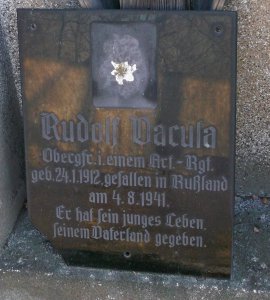 Rudolf Dacula
Obergfr. i. einem Art.-Rgt.
geb. 24.1.1912, gefallen in Rußland
am 4.8.1941.
Er hat sein junges Leben
seinem Vaterland gegeben.